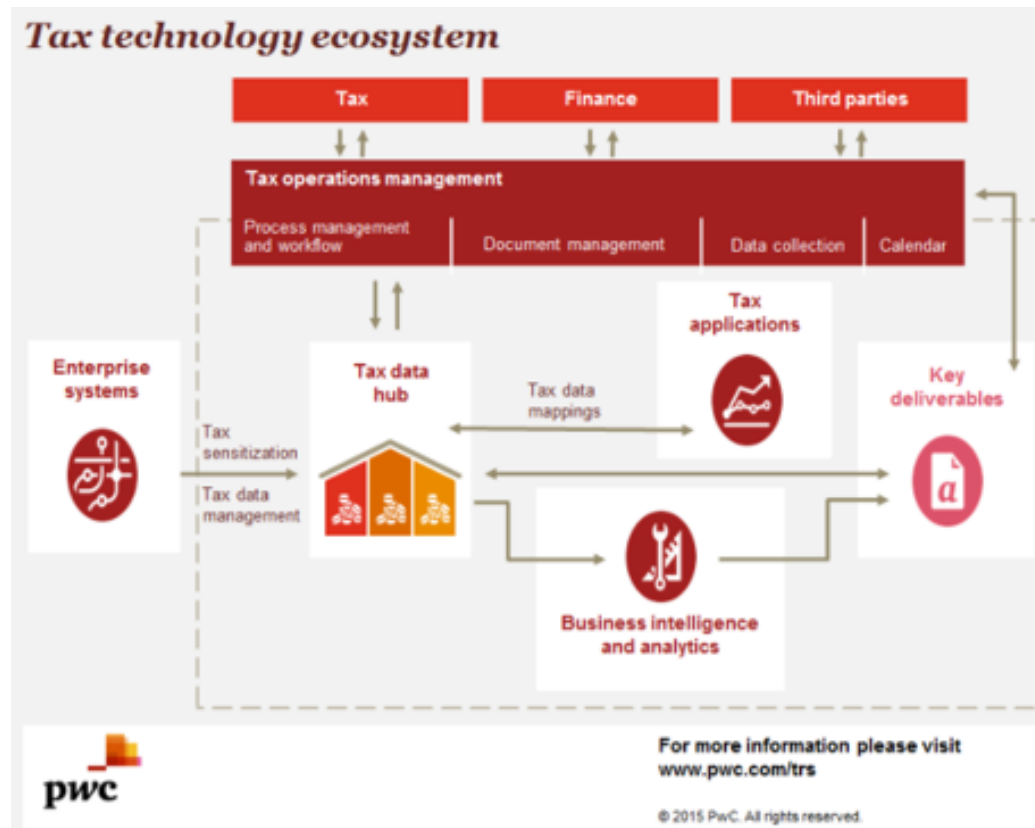 Tax technology ecosystem
Tax
Finance
Third parties
Tax operations management
Process management
and workflow
Document management
Data collection
Calendar
Tax
applications
Enterprise
systems
Tax data
hub
Key
deliverables
Tax data
mappings
Tax
sensitization
Tax data
management
a
Business intelligence
and analytics
pwc
For more information please visit
www.pwc.com/trs
© 2015 PwC. All rights reserved.